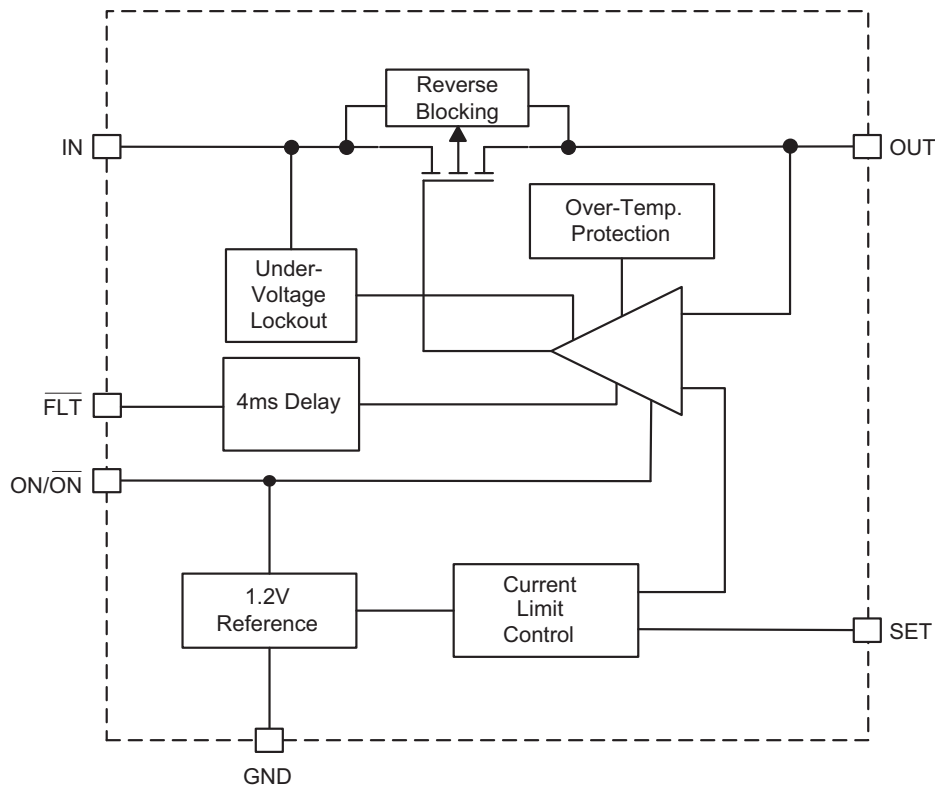 Reverse
Blocking
IN
OUT
Over-Temp.
Protection
Under-
Voltage
Lockout
FLT
4ms Delay
ON/ON
1.2V
Reference
Current
Limit
Control
SET
GND